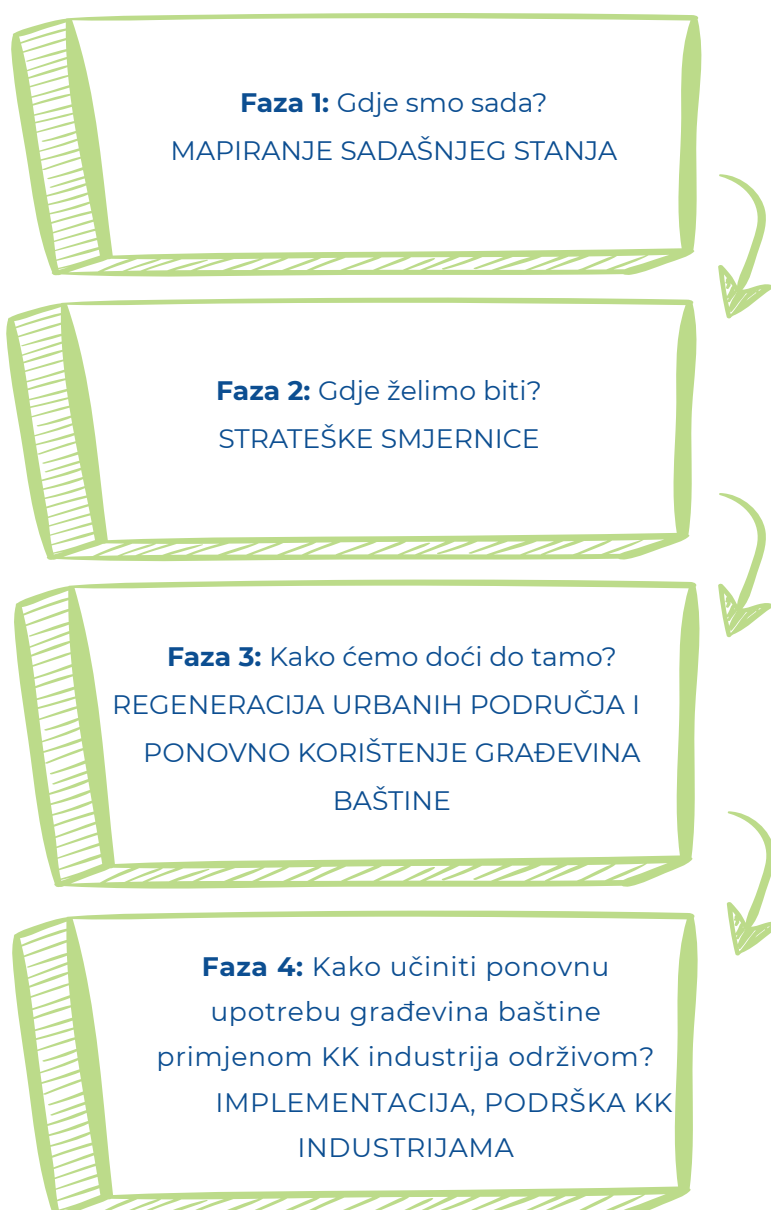 Faza 1: Gdje smo sada?
MAPIRANJE SADAŠNJEG STANJA
Faza 2: Gdje želimo biti?
STRATEŠKE SMJERNICE
Faza 3: Kako ćemo doći do tamo?
REGENERACIJA URBANIH PODRUČJA I
PONOVNO KORIŠTENJE GRAĐEVINA
BAŠTINE
Faza 4: Kako učiniti ponovnu
upotrebu građevina baštine
primjenom KK industrija održivom?
IMPLEMENTACIJA, PODRŠKA KK
INDUSTRIJAMA